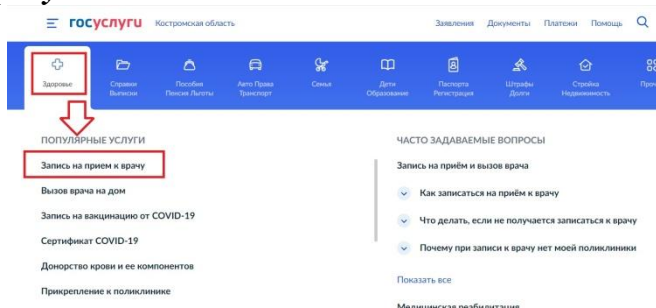 госуслуги Костромская область Заявления Документы Платежи Помощь
Здоровье Справки Выписки Пособия Пенсия Льготы Авто Права Транспорт Семья Дети Образование Паспорта Регистрация Штрафы Долги Стройка Недвижимость
ПОПУЛЯРНЫЕ УСЛУГИ
Запись на прием к врачу
Вызов врача на дом
Запись на вакцинацию от COVID-19
Сертификат COVID-19
Донорство крови и ее компонентов
Прикрепление к поликлинике
ЧАСТО ЗАДАВАЕМЫЕ ВОПРОСЫ
Запись на приём и вызов врача
Как записаться на приём к врачу
Что делать, если не получается записаться к врачу
Почему при записи к врачу нет моей поликлиники
Показать все
Медицинская реабилитация